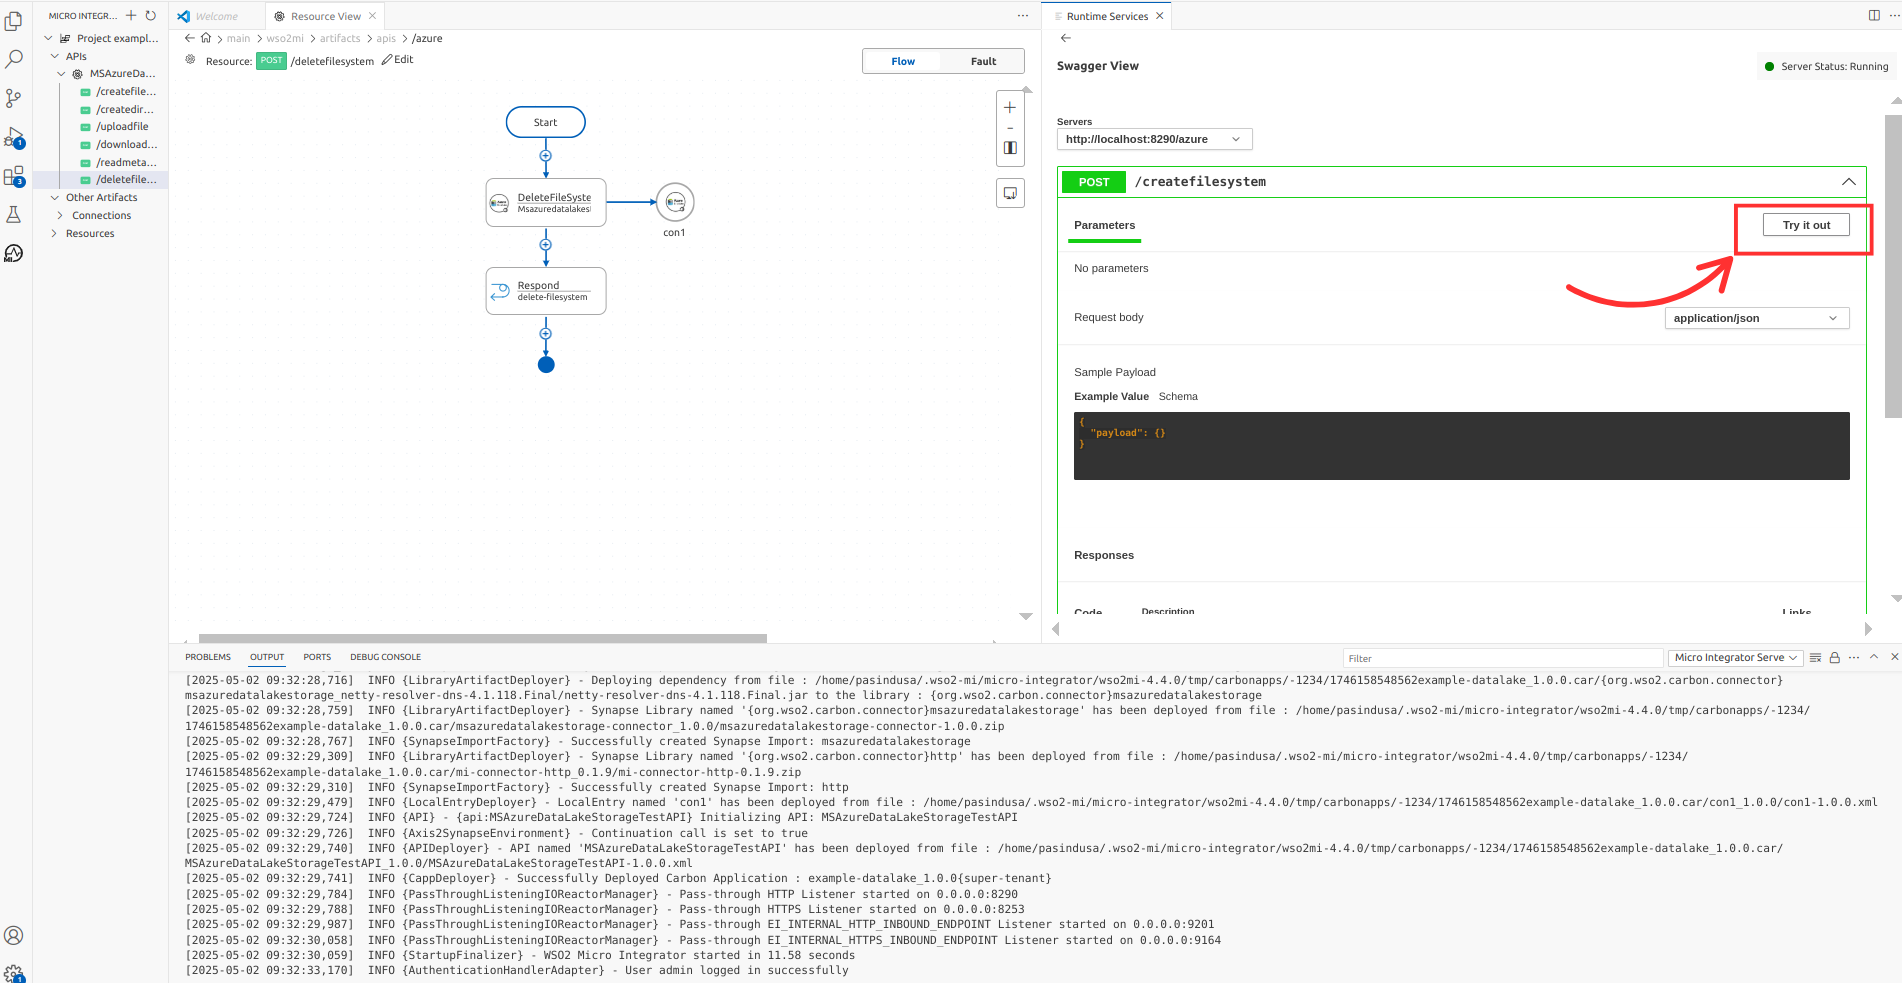 MICRO INTEGR...
Project exampl...
APIs
MSAzureDa...
/createfile...
/createdir...
/uploadfile
/download...
/readmeta...
/deletefile...
Other Artifacts
Connections
Resources
1
3
1
Welcome
Resource View
main
wso2mi
artifacts
apis
/azure
Resource:
POST
/deletefilesystem
Edit
Flow
Fault
Start
DeleteFileSyste
Msazuredatalakes
con1
Respond
delete-filesystem
Runtime Services
Swagger View
Server Status: Running
Servers
http://localhost:8290/azure
POST /createfilesystem
Parameters
Try it out
No parameters
Request body
application/json
Sample Payload
Example Value Schema
{
"payload": {}
}
Responses
Code Description Links
PROBLEMS OUTPUT PORTS DEBUG CONSOLE
Filter
Micro Integrator Serve
[2025-05-02 09:32:28,716] INFO {LibraryArtifactDeployer} - Deploying dependency from file : /home/pasindusa/.wso2-mi/micro-integrator/wso2mi-4.4.0/tmp/carbonapps/-1234/1746158548562example-datalake_1.0.0.car/{org.wso2.carbon.connector}
msazuredatalakestorage_netty-resolver-dns-4.1.118.Final/netty-resolver-dns-4.1.118.Final.jar to the library : {org.wso2.carbon.connector}msazuredatalakestorage
[2025-05-02 09:32:28,759] INFO {LibraryArtifactDeployer} - Synapse Library named '{org.wso2.carbon.connector}msazuredatalakestorage' has been deployed from file : /home/pasindusa/.wso2-mi/micro-integrator/wso2mi-4.4.0/tmp/carbonapps/-1234/
1746158548562example-datalake_1.0.0.car/msazuredatalakestorage-connector_1.0.0/msazuredatalakestorage-connector-1.0.0.zip
[2025-05-02 09:32:28,767] INFO {SynapseImportFactory} - Successfully created Synapse Import: msazuredatalakestorage
[2025-05-02 09:32:29,309] INFO {LibraryArtifactDeployer} - Synapse Library named '{org.wso2.carbon.connector}http' has been deployed from file : /home/pasindusa/.wso2-mi/micro-integrator/wso2mi-4.4.0/tmp/carbonapps/-1234/
1746158548562example-datalake_1.0.0.car/mi-connector-http_0.1.9/mi-connector-http-0.1.9.zip
[2025-05-02 09:32:29,310] INFO {SynapseImportFactory} - Successfully created Synapse Import: http
[2025-05-02 09:32:29,479] INFO {LocalEntryDeployer} - LocalEntry named 'con1' has been deployed from file : /home/pasindusa/.wso2-mi/micro-integrator/wso2mi-4.4.0/tmp/carbonapps/-1234/1746158548562example-datalake_1.0.0.car/con1_1.0.0/con1-1.0.0.xml
[2025-05-02 09:32:29,724] INFO {API} - {api:MSAzureDataLakeStorageTestAPI} Initializing API: MSAzureDataLakeStorageTestAPI
[2025-05-02 09:32:29,726] INFO {Axis2SynapseEnvironment} - Continuation call is set to true
[2025-05-02 09:32:29,740] INFO {APIDeployer} - API named 'MSAzureDataLakeStorageTestAPI' has been deployed from file : /home/pasindusa/.wso2-mi/micro-integrator/wso2mi-4.4.0/tmp/carbonapps/-1234/1746158548562example-datalake_1.0.0.car/
MSAzureDataLakeStorageTestAPI_1.0.0/MSAzureDataLakeStorageTestAPI-1.0.0.xml
[2025-05-02 09:32:29,741] INFO {CappDeployer} - Successfully Deployed Carbon Application : example-datalake_1.0.0{super-tenant}
[2025-05-02 09:32:29,784] INFO {PassThroughListeningIOReactorManager} - Pass-through HTTP Listener started on 0.0.0.0:8290
[2025-05-02 09:32:29,788] INFO {PassThroughListeningIOReactorManager} - Pass-through HTTPS Listener started on 0.0.0.0:8253
[2025-05-02 09:32:29,987] INFO {PassThroughListeningIOReactorManager} - Pass-through EI_INTERNAL_HTTP_INBOUND_ENDPOINT Listener started on 0.0.0.0:9201
[2025-05-02 09:32:30,058] INFO {PassThroughListeningIOReactorManager} - Pass-through EI_INTERNAL_HTTPS_INBOUND_ENDPOINT Listener started on 0.0.0.0:9164
[2025-05-02 09:32:30,059] INFO {StartupFinalizer} - WSO2 Micro Integrator started in 11.58 seconds
[2025-05-02 09:32:33,170] INFO {AuthenticationHandlerAdapter} - User admin logged in successfully